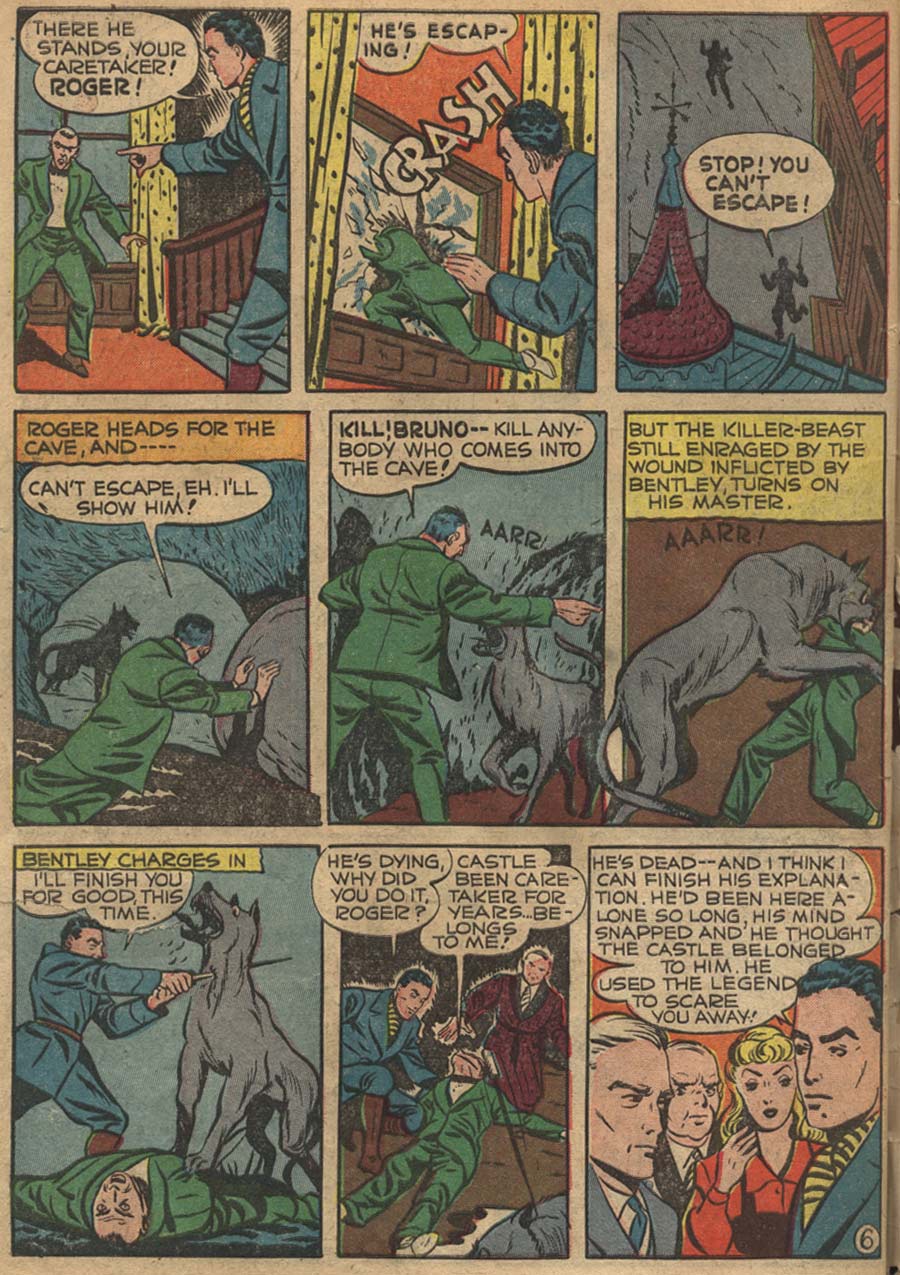 THERE HE
STANDS, YOUR
CARETAKER!
ROGER!
HE'S ESCAP-
ING!
CRASH
STOP! YOU
CAN'T
ESCAPE!
ROGER HEADS FOR THE
CAVE, AND----
CAN'T ESCAPE, EH. I'LL
SHOW HIM!
KILL! BRUNO-- KILL ANY-
BODY WHO COMES INTO
THE CAVE!
AARR!
BUT THE KILLER-BEAST
STILL ENRAGED BY THE
WOUND INFLICTED BY
BENTLEY, TURNS ON
HIS MASTER.
AAARR!
BENTLEY CHARGES IN
I'LL FINISH YOU
FOR GOOD, THIS
TIME.
HE'S DYING,
WHY DID
YOU DO IT,
ROGER?
CASTLE
BEEN CARE-
TAKER FOR
YEARS...BE-
LONGS
TO ME!
HE'S DEAD--AND I THINK I
CAN FINISH HIS EXPLANA-
TION. HE'D BEEN HERE A-
LONE SO LONG, HIS MIND
SNAPPED AND HE THOUGHT
THE CASTLE BELONGED
TO HIM. HE
USED THE LEGEND
TO SCARE
YOU AWAY!
6